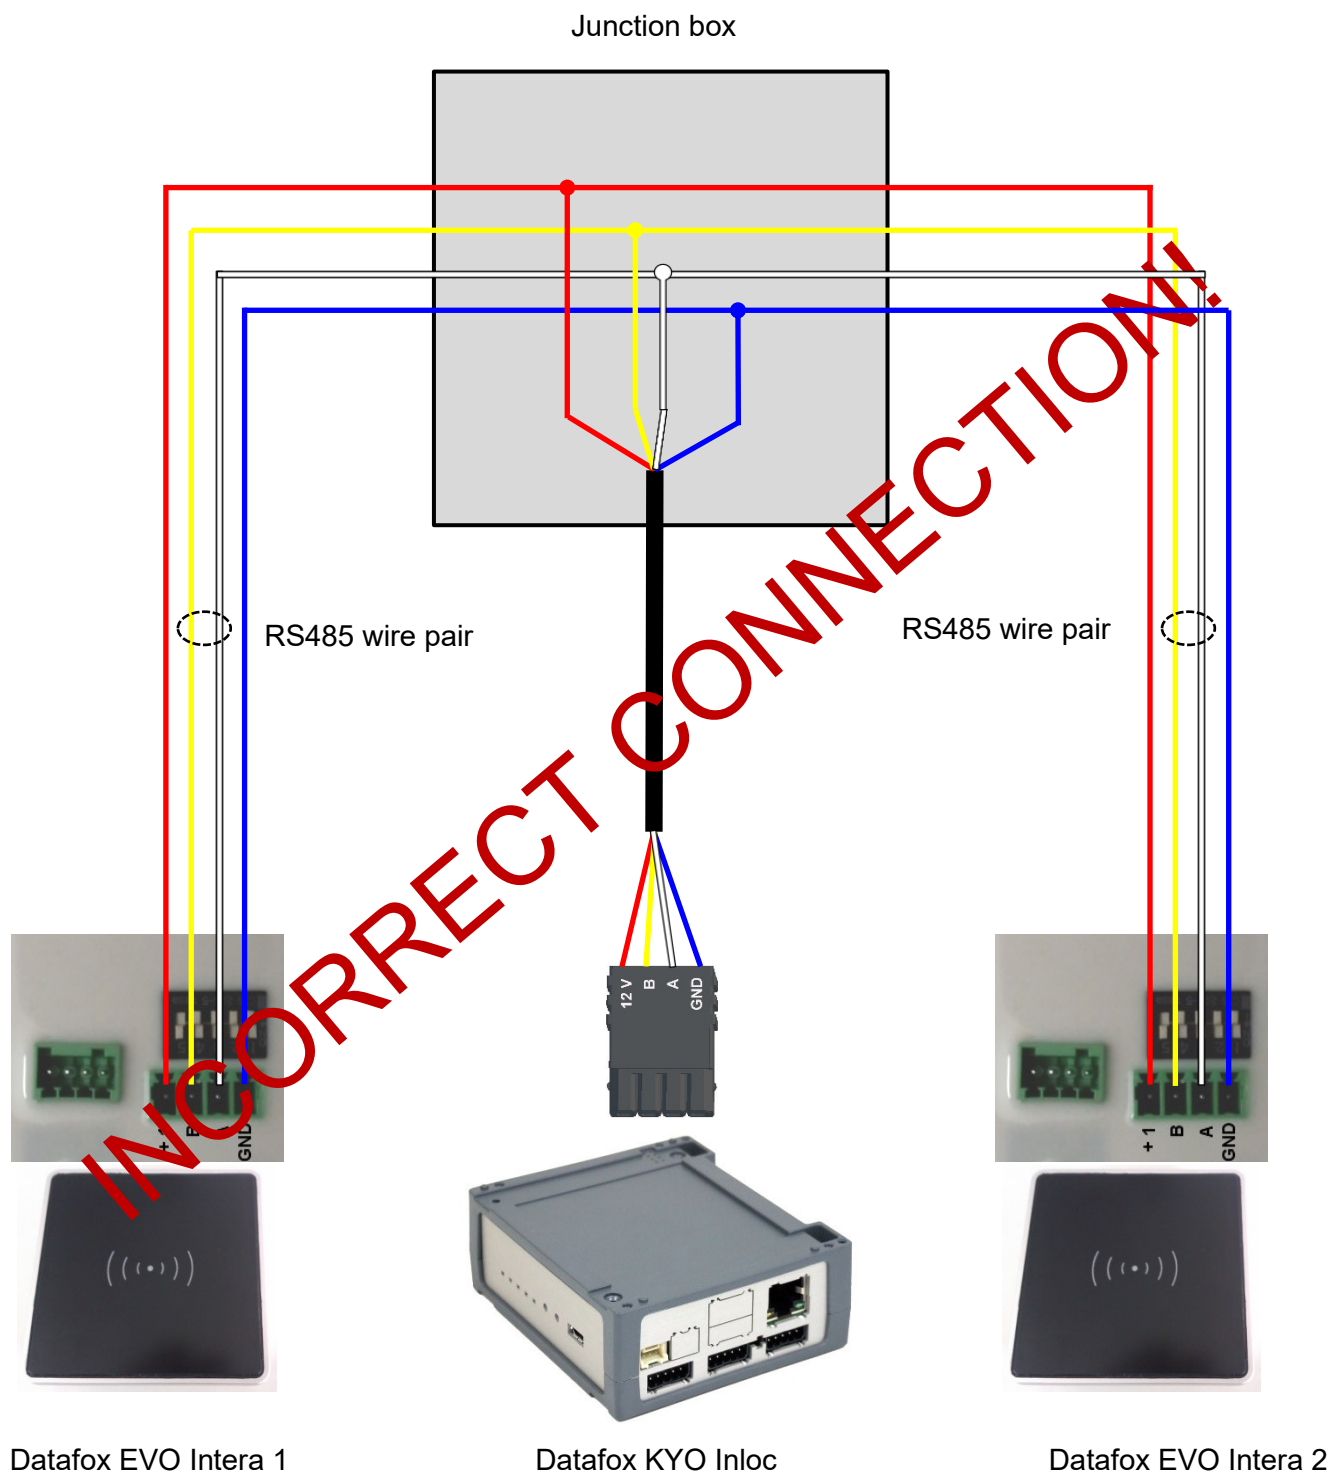 Junction box
RS485 wire pair
RS485 wire pair
INCORRECT CONNECTION!
12 V
B
A
GND
+ 1
B
A
GND
+ 1
B
A
GND
Datafox EVO Intera 1
Datafox KYO Inloc
Datafox EVO Intera 2